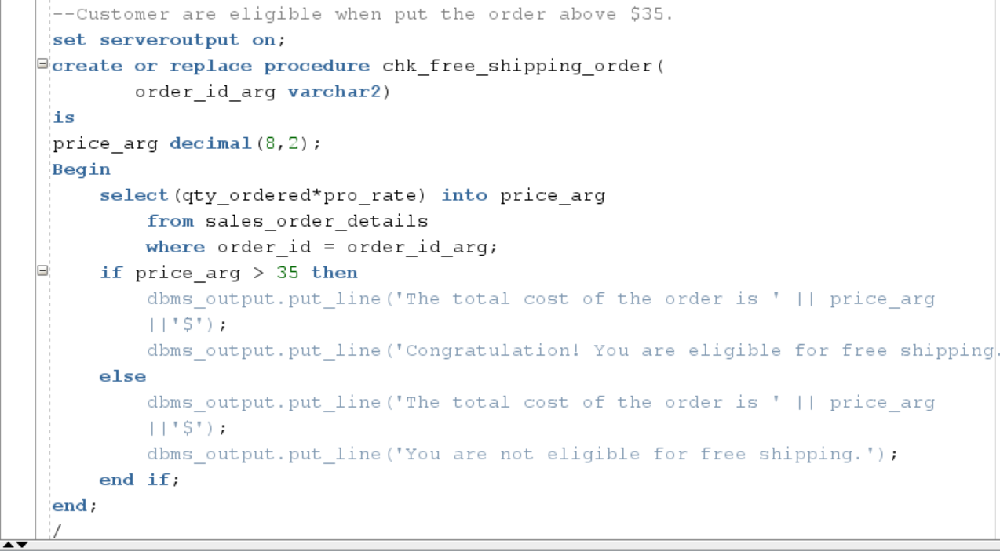 --Customer are eligible when put the order above $35.
set serveroutput on;
create or replace procedure chk_free_shipping_order(
order_id_arg varchar2)
is
price_arg decimal(8,2);
Begin
select(qty_ordered*pro_rate) into price_arg
from sales_order_details
where order_id = order_id_arg;
if price_arg > 35 then
dbms_output.put_line('The total cost of the order is ' || price_arg
||'$');
dbms_output.put_line('Congratulation! You are eligible for free shipping.
else
dbms_output.put_line('The total cost of the order is ' || price_arg
||'$');
dbms_output.put_line('You are not eligible for free shipping.');
end if;
end;
/